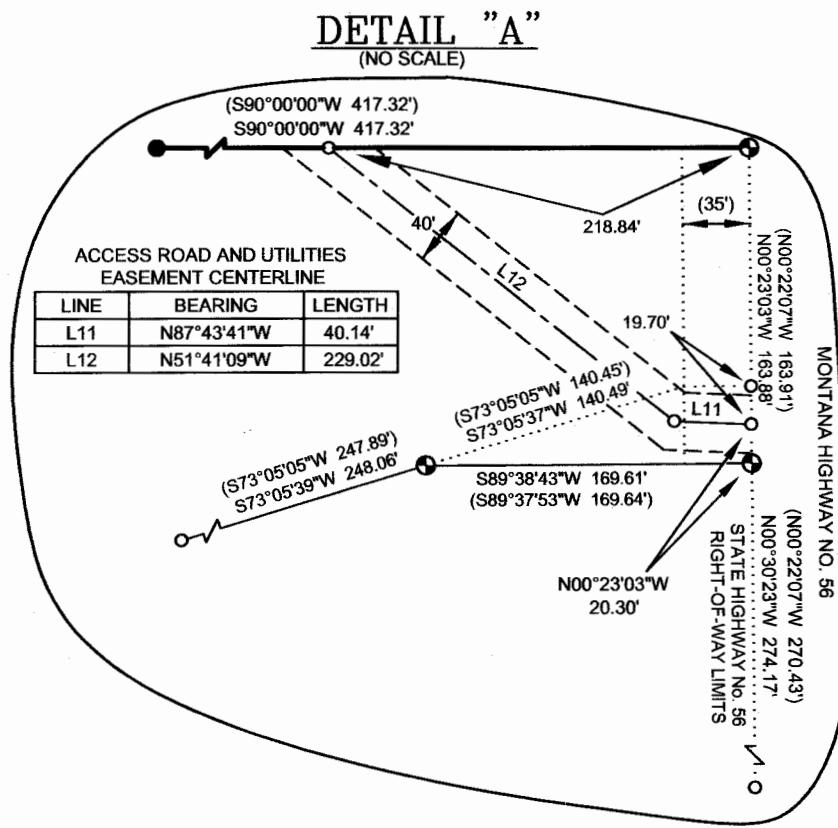 DETAIL "A"
(NO SCALE)
(S90°00'00"W 417.32')
S90°00'00"W 417.32'
40'
218.84'
(35')
ACCESS ROAD AND UTILITIES
EASEMENT CENTERLINE
LINE BEARING LENGTH
L11 N87°43'41"W 40.14'
L12 N51°41'09"W 229.02'
L12
19.70'
(N00°22'07"W 163.91')
N00°23'03"W 163.88'
MONTANA HIGHWAY NO. 56
(S73°05'05"W 140.45')
S73°05'37"W 140.49'
L11
(S73°05'05"W 247.89')
S73°05'39"W 248.06'
S89°38'43"W 169.61'
(S89°37'53"W 169.64')
N00°23'03"W
20.30'
(N00°22'07"W 270.43')
N00°30'23"W 274.17'
STATE HIGHWAY No. 56
RIGHT-OF-WAY LIMITS